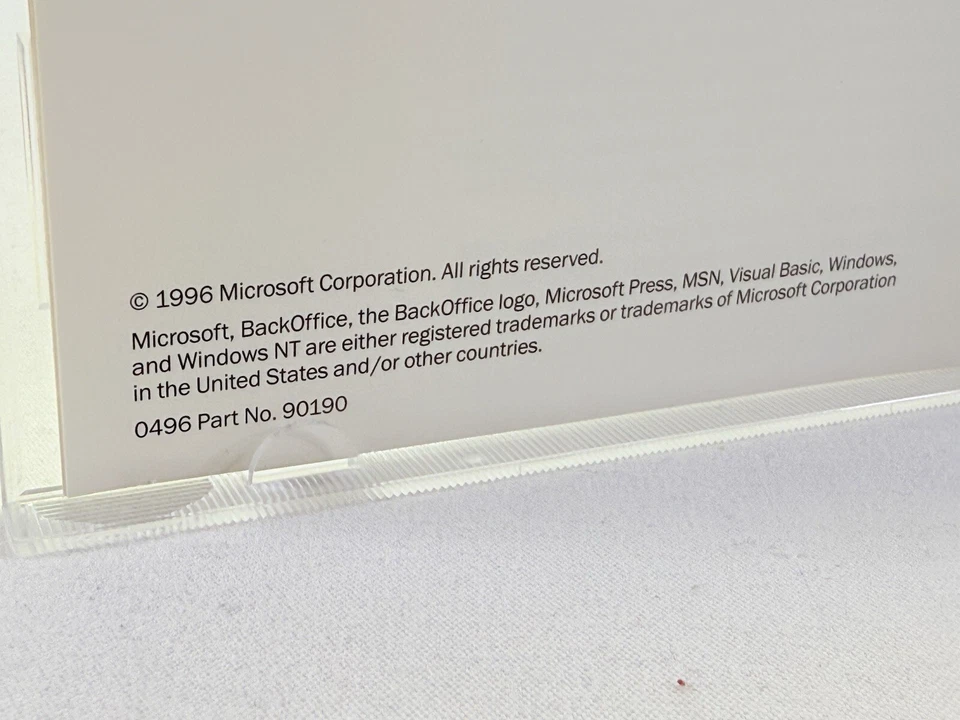 © 1996 Microsoft Corporation. All rights reserved.
Microsoft, BackOffice, the BackOffice logo, Microsoft Press, MSN, Visual Basic, Windows,
and Windows NT are either registered trademarks or trademarks of Microsoft Corporation
in the United States and/or other countries.
0496 Part No. 90190